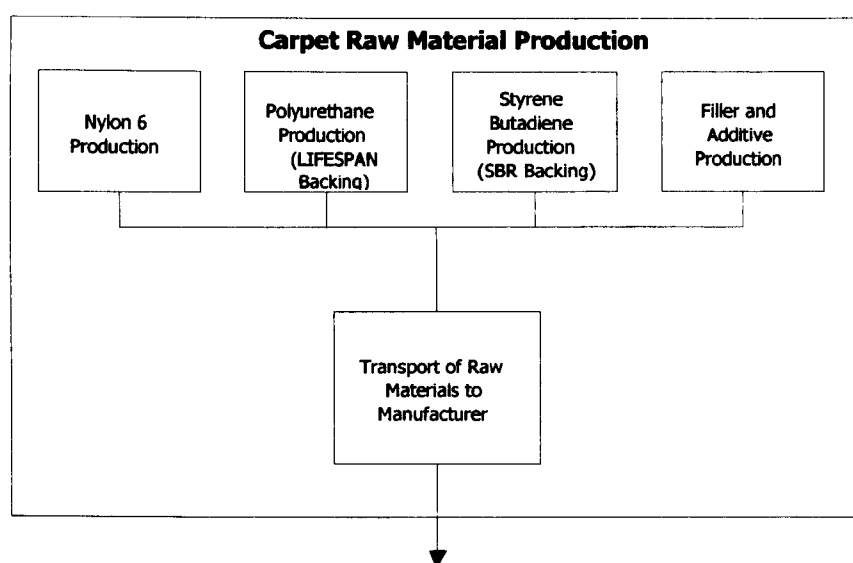 Carpet Raw Material Production
Nylon 6
Production
Polyurethane
Production
(LIFESPAN
Backing)
Styrene
Butadiene
Production
(SBR Backing)
Filler and
Additive
Production
Transport of Raw
Materials to
Manufacturer